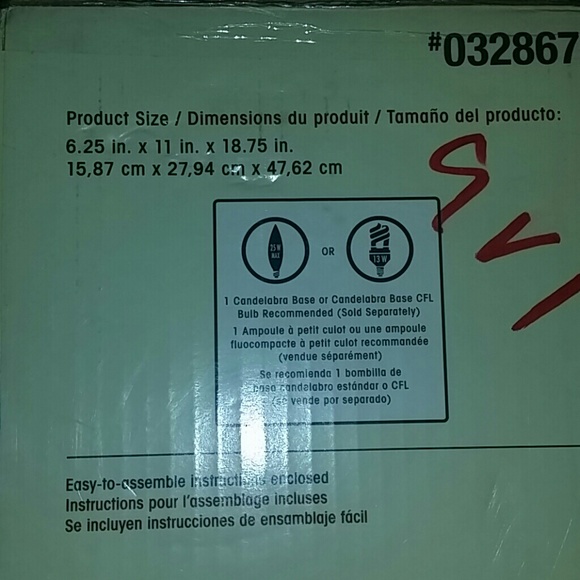 #032867
Product Size / Dimensions du produit / Tamaño del producto:
6.25 in. x 11 in. x 18.75 in.
15,87 cm x 27,94 cm x 47,62 cm
25 W
MAX
OR
13 W
1 Candelabra Base or Candelabra Base CFL
Bulb Recommended (Sold Separately)
1 Ampoule à petit culot ou une ampoule
fluocompacte à petit culot recommandée
(vendue séparément)
Se recomienda 1 bombilla de
base candelabro estándar o CFL
(se vende por separado)
Easy-to-assemble instructions enclosed
Instructions pour l'assemblage incluses
Se incluyen instrucciones de ensamblaje fácil